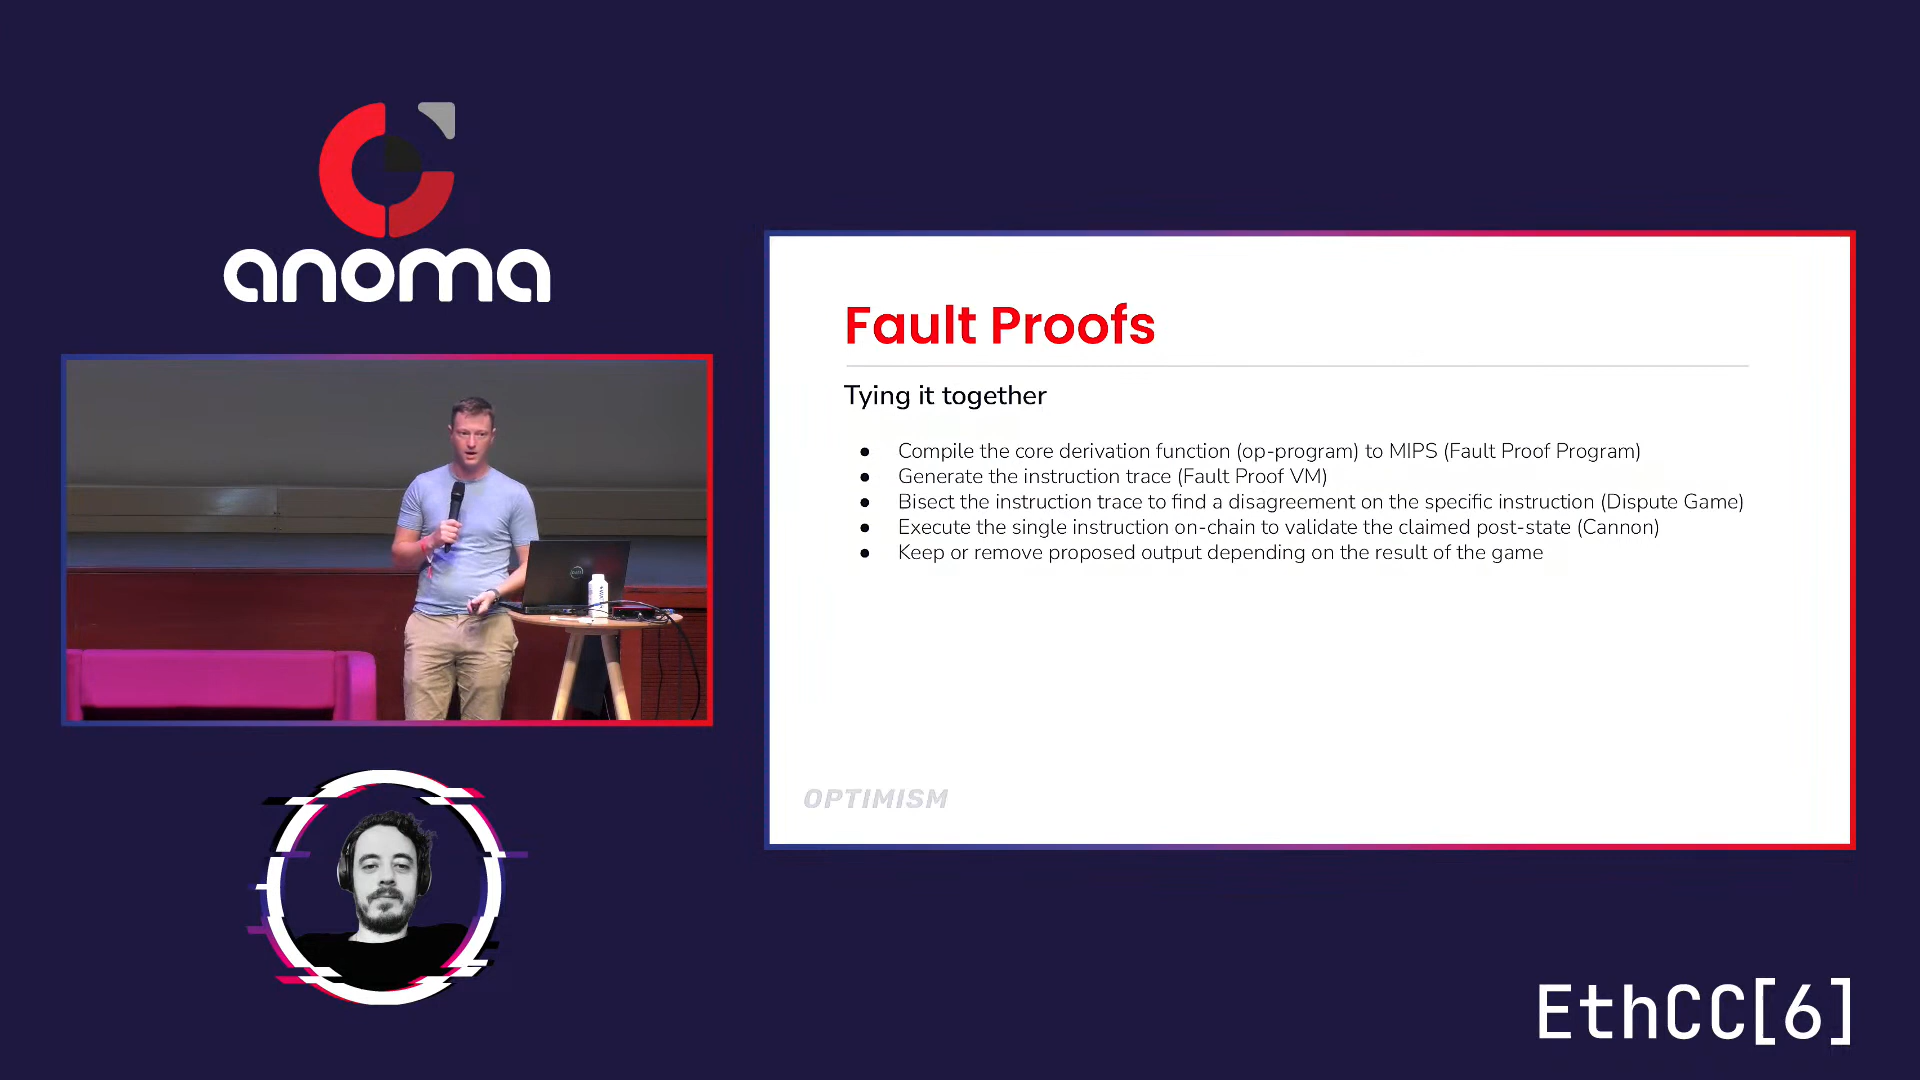 anoma
Fault Proofs
Tying it together
● Compile the core derivation function (op-program) to MIPS (Fault Proof Program)
● Generate the instruction trace (Fault Proof VM)
● Bisect the instruction trace to find a disagreement on the specific instruction (Dispute Game)
● Execute the single instruction on-chain to validate the claimed post-state (Cannon)
● Keep or remove proposed output depending on the result of the game
OPTIMISM
EthCC[6]